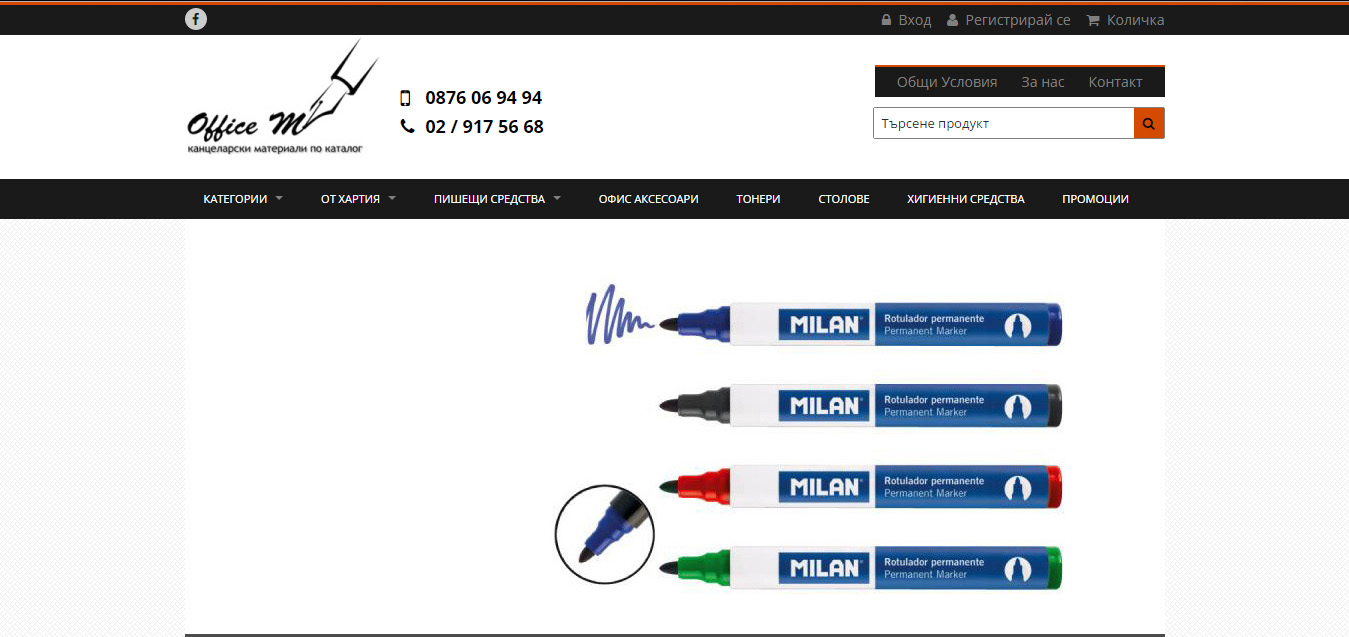 Вход Регистрирай се Количка
Office M
канцеларски материали по каталог
0876 06 94 94
02 / 917 56 68
Общи Условия За нас Контакт
Търсене продукт
КАТЕГОРИИ ОТ ХАРТИЯ ПИШЕЩИ СРЕДСТВА ОФИС АКСЕСОАРИ ТОНЕРИ СТОЛОВЕ ХИГИЕННИ СРЕДСТВА ПРОМОЦИИ
MILAN Rotulador permanente
Permanent Marker
MILAN Rotulador permanente
Permanent Marker
MILAN Rotulador permanente
Permanent Marker
MILAN Rotulador permanente
Permanent Marker